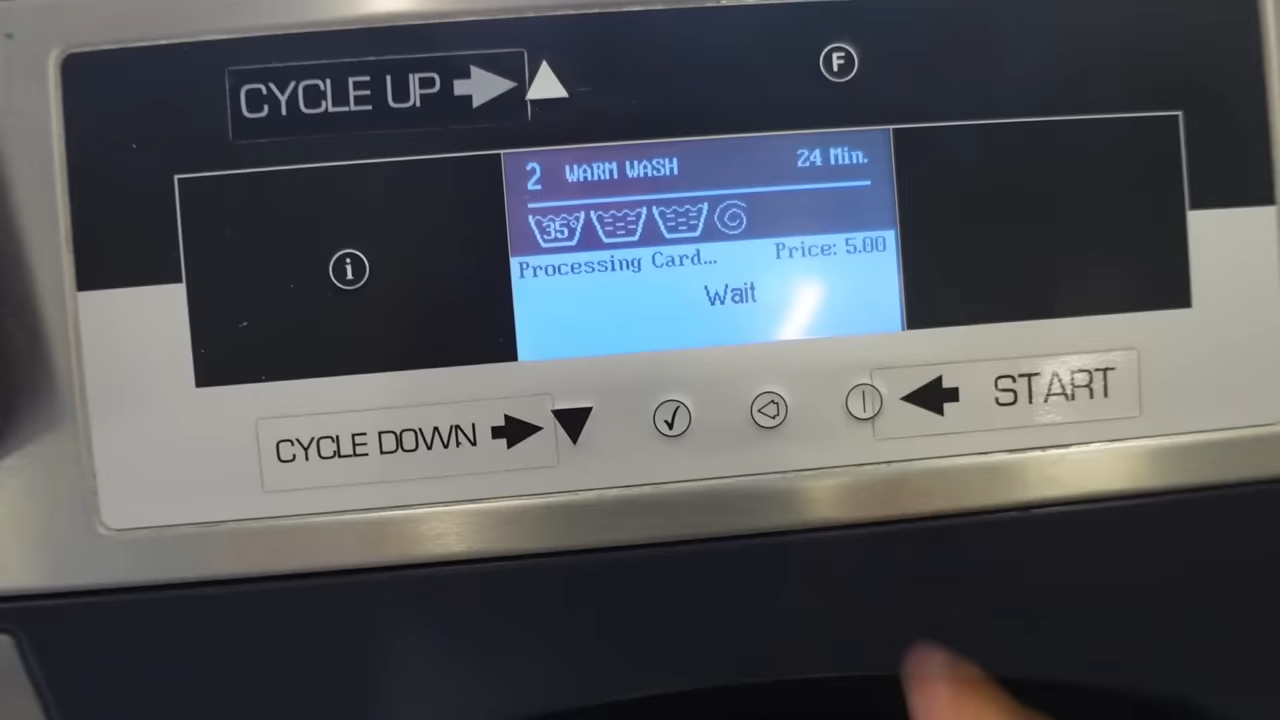 CYCLE UP
F
2 WARM WASH 24 Min.
35°
Processing Card... Price: 5.00
Wait
i
CYCLE DOWN
START